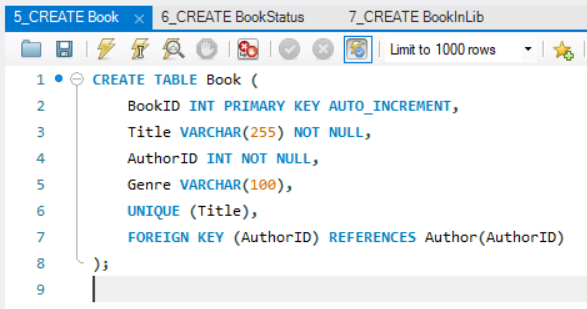 5_CREATE Book × 6_CREATE BookStatus 7_CREATE BookInLib
Limit to 1000 rows
1 CREATE TABLE Book (
2 BookID INT PRIMARY KEY AUTO_INCREMENT,
3 Title VARCHAR(255) NOT NULL,
4 AuthorID INT NOT NULL,
5 Genre VARCHAR(100),
6 UNIQUE (Title),
7 FOREIGN KEY (AuthorID) REFERENCES Author(AuthorID)
8 );
9